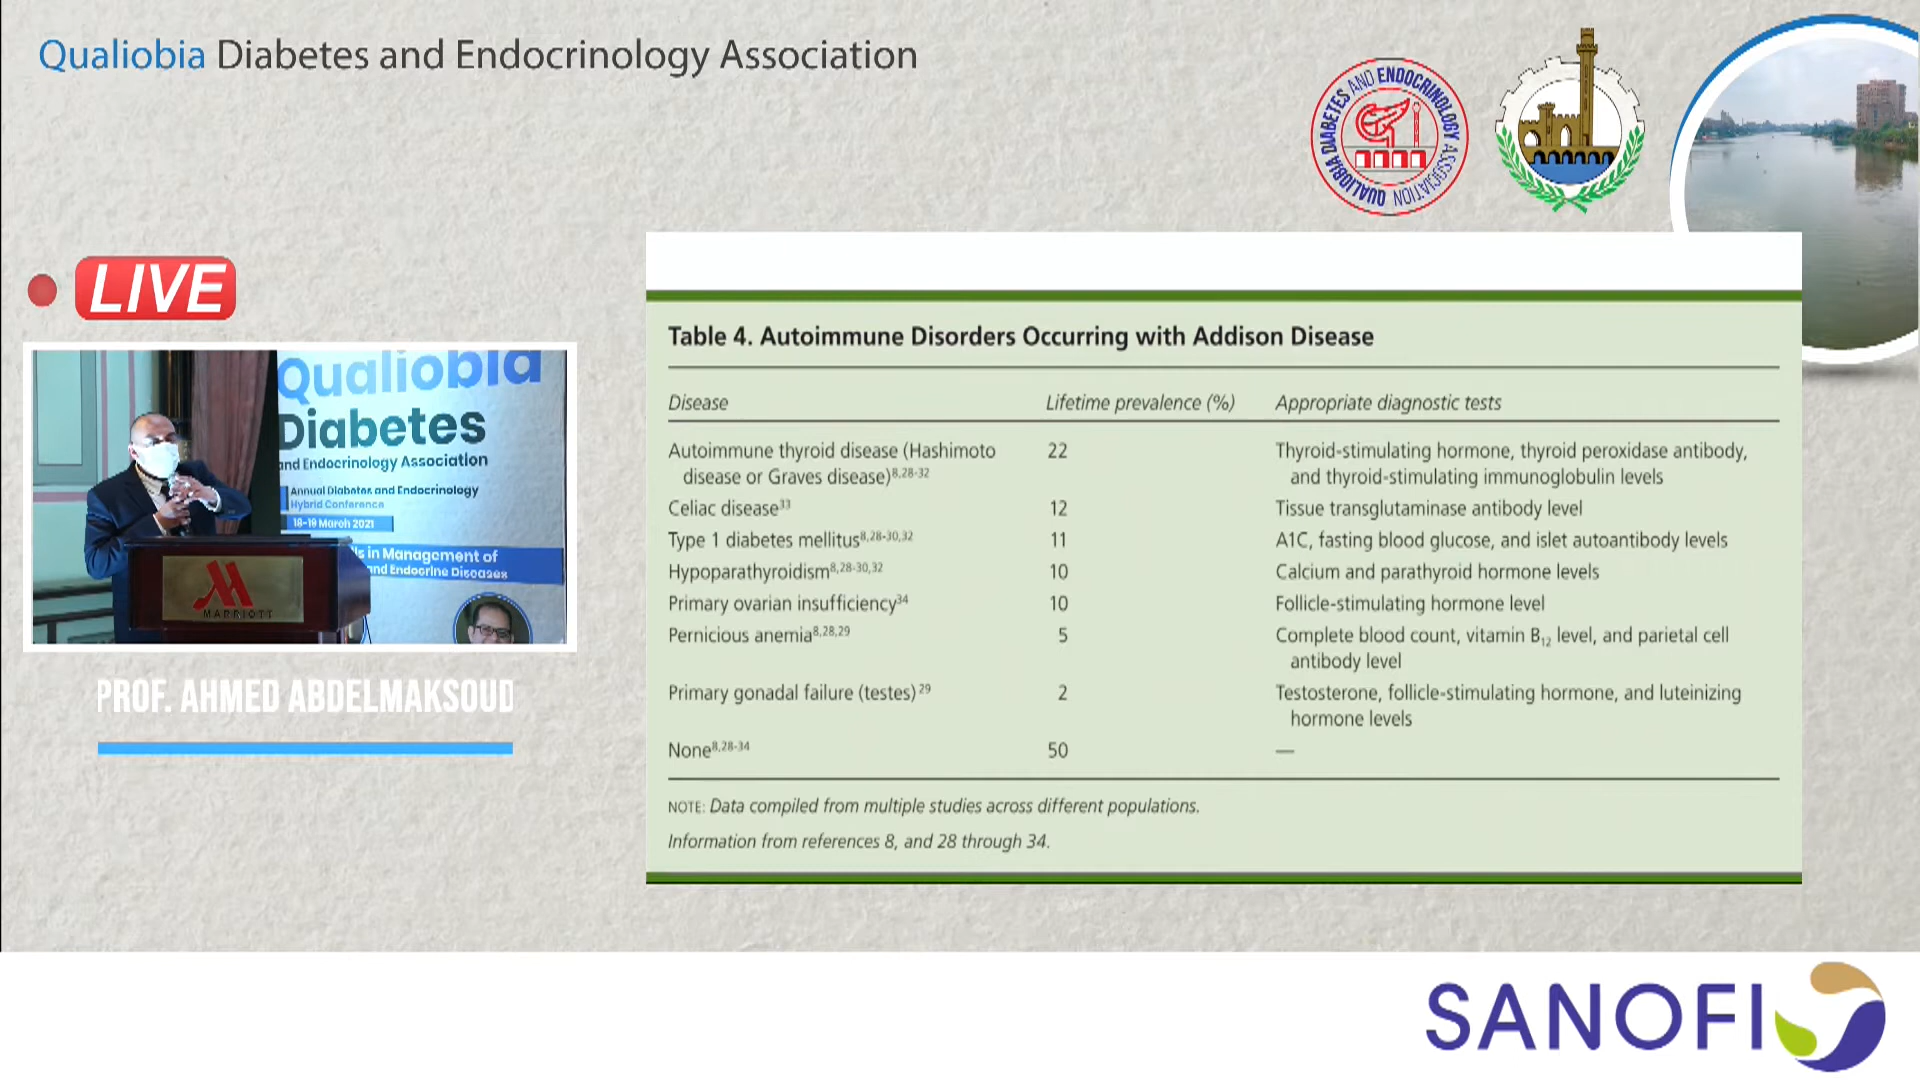 Qualiobia Diabetes and Endocrinology Association
QUALIOBIA DIABETES AND ENDOCRINOLOGY ASSOCIATION
LIVE
Qualiobia
Diabetes
and Endocrinology Association
Annual Diabetes and Endocrinology
Hybrid Conference
18-19 March 2021
in Management of
and Endocrine Diseases
MARRIOTT
PROF. AHMED ABDELMAKSOUD
Table 4. Autoimmune Disorders Occurring with Addison Disease
Disease Lifetime prevalence (%) Appropriate diagnostic tests
Autoimmune thyroid disease (Hashimoto 22 Thyroid-stimulating hormone, thyroid peroxidase antibody,
disease or Graves disease)8,28-32 and thyroid-stimulating immunoglobulin levels
Celiac disease33 12 Tissue transglutaminase antibody level
Type 1 diabetes mellitus8,28-30,32 11 A1C, fasting blood glucose, and islet autoantibody levels
Hypoparathyroidism8,28-30,32 10 Calcium and parathyroid hormone levels
Primary ovarian insufficiency34 10 Follicle-stimulating hormone level
Pernicious anemia8,28,29 5 Complete blood count, vitamin B12 level, and parietal cell
antibody level
Primary gonadal failure (testes)29 2 Testosterone, follicle-stimulating hormone, and luteinizing
hormone levels
None8,28-34 50 —
NOTE: Data compiled from multiple studies across different populations.
Information from references 8, and 28 through 34.
SANOFI